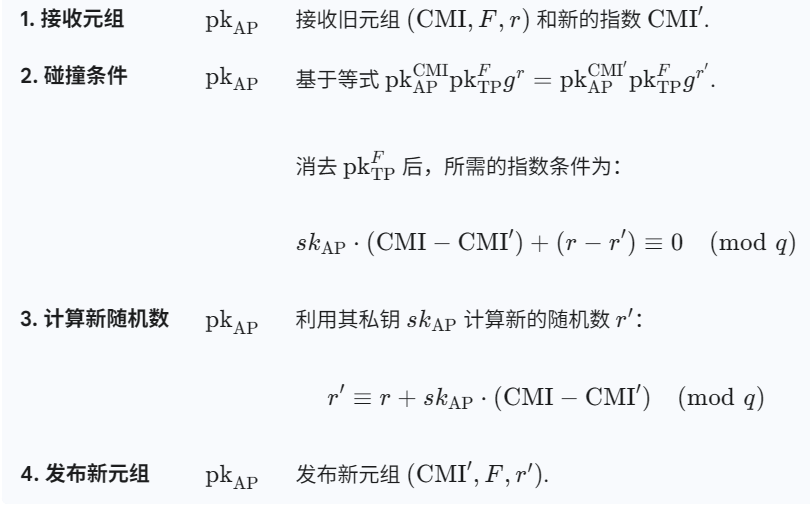 1. 接收元组 pk_AP 接收旧元组 (CMI, F, r) 和新的指数 CMI′.
2. 碰撞条件 pk_AP 基于等式 pk_AP^CMI pk_TP^F g^r = pk_AP^CMI′ pk_TP^F g^r′.
消去 pk_TP^F 后，所需的指数条件为：
sk_AP · (CMI − CMI′) + (r − r′) ≡ 0 (mod q)
3. 计算新随机数 pk_AP 利用其私钥 sk_AP 计算新的随机数 r′：
r′ ≡ r + sk_AP · (CMI − CMI′) (mod q)
4. 发布新元组 pk_AP 发布新元组 (CMI′, F, r′).